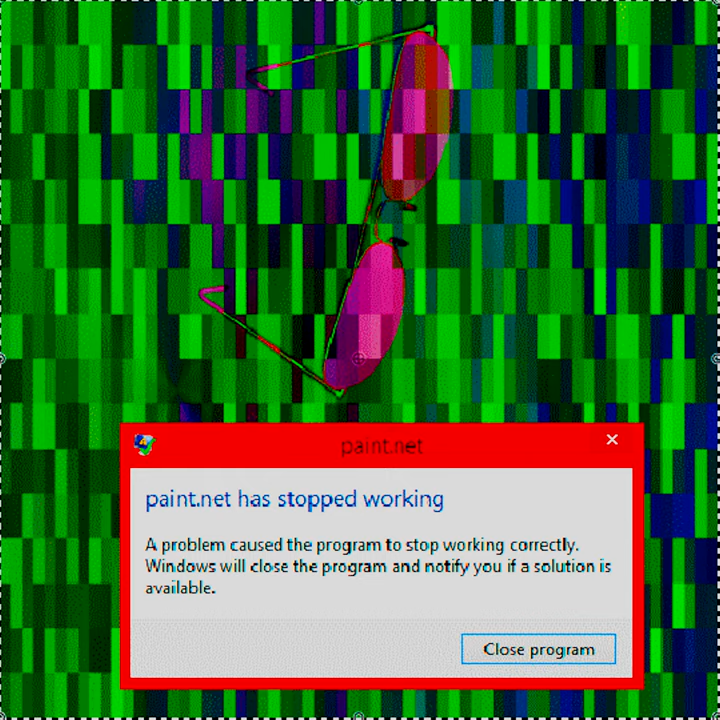 paint.net
paint.net has stopped working
A problem caused the program to stop working correctly.
Windows will close the program and notify you if a solution is
available.
Close program